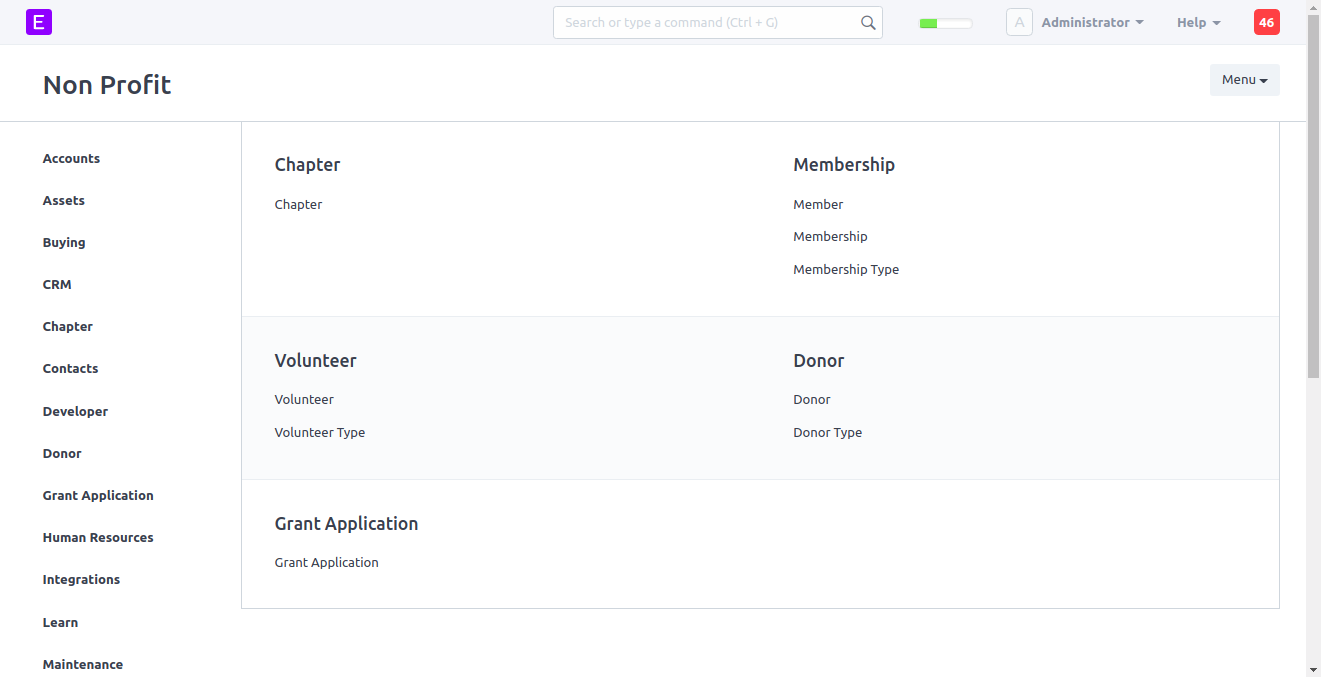 E
Search or type a command (Ctrl + G)
A
Administrator
Help
46
Non Profit
Menu
Accounts
Assets
Buying
CRM
Chapter
Contacts
Developer
Donor
Grant Application
Human Resources
Integrations
Learn
Maintenance
Chapter
Chapter
Membership
Member
Membership
Membership Type
Volunteer
Volunteer
Volunteer Type
Donor
Donor
Donor Type
Grant Application
Grant Application